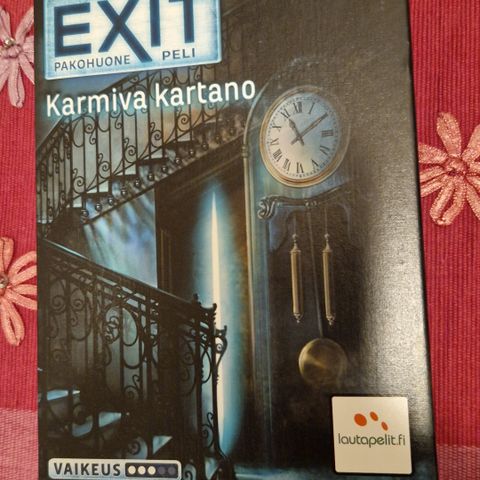 EXIT
PAKOHUONE PELI
Karmiva kartano
lautapelit.fi
VAIKEUS